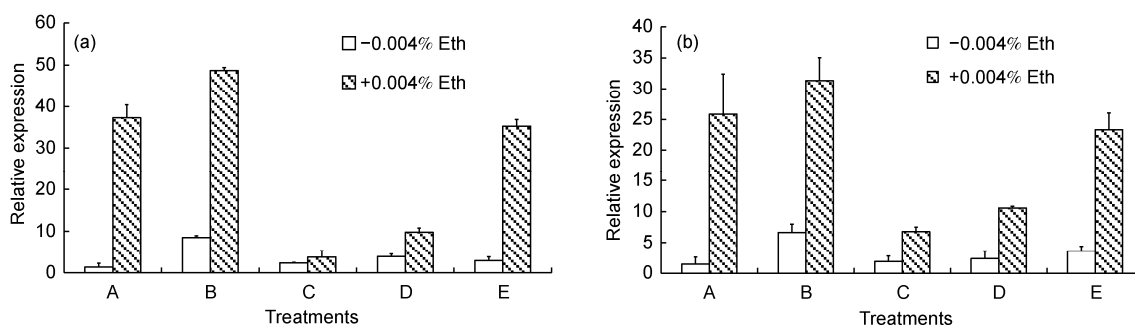 (a)
−0.004% Eth
+0.004% Eth
Relative expression
60
50
40
30
20
10
0
A B C D E
Treatments
(b)
−0.004% Eth
+0.004% Eth
Relative expression
40
35
30
25
20
15
10
5
0
A B C D E
Treatments